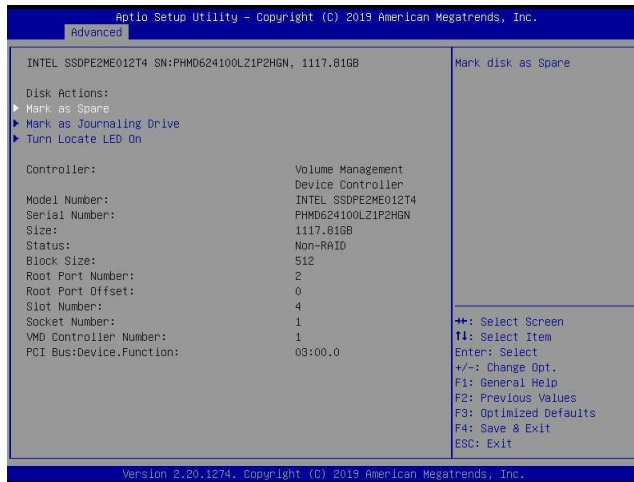 Aptio Setup Utility – Copyright (C) 2019 American Megatrends, Inc.
Advanced
INTEL SSDPE2ME012T4 SN:PHMD624100LZ1P2HGN, 1117.81GB
Mark disk as Spare
Disk Actions:
Mark as Spare
Mark as Journaling Drive
Turn Locate LED On
Controller: Volume Management
Device Controller
Model Number: INTEL SSDPE2ME012T4
Serial Number: PHMD624100LZ1P2HGN
Size: 1117.81GB
Status: Non-RAID
Block Size: 512
Root Port Number: 2
Root Port Offset: 0
Slot Number: 4
Socket Number: 1
VMD Controller Number: 1
PCI Bus:Device.Function: 03:00.0
→←: Select Screen
↑↓: Select Item
Enter: Select
+/-: Change Opt.
F1: General Help
F2: Previous Values
F3: Optimized Defaults
F4: Save & Exit
ESC: Exit
Version 2.20.1274. Copyright (C) 2019 American Megatrends, Inc.